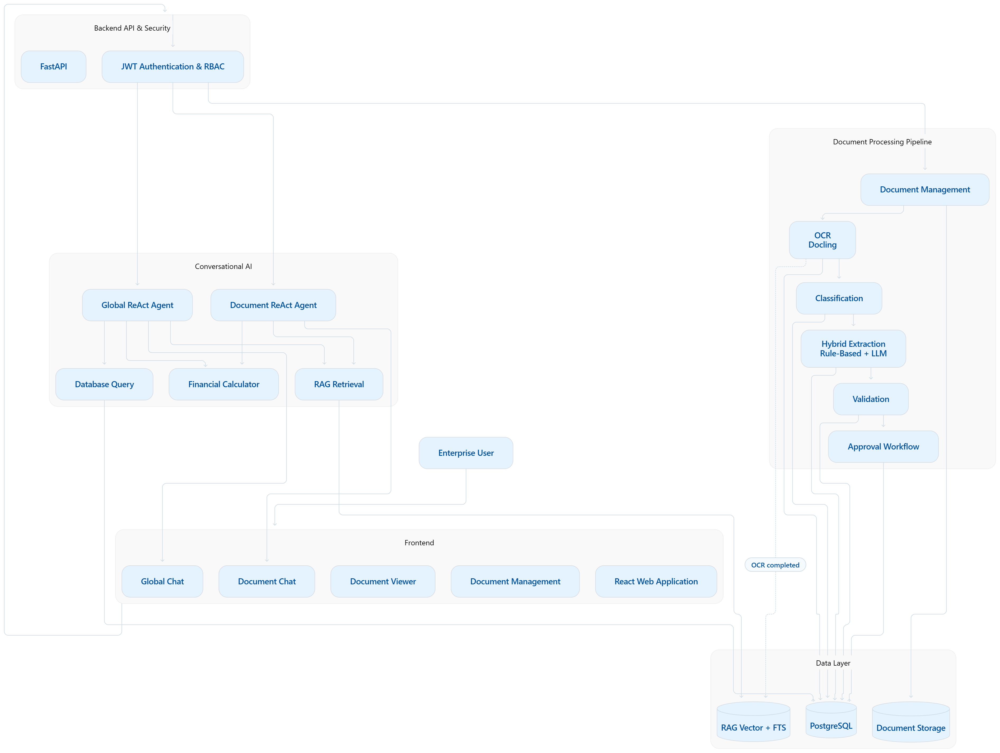 Backend API & Security
FastAPI
JWT Authentication & RBAC
Document Processing Pipeline
Document Management
OCR
Docling
Classification
Hybrid Extraction
Rule-Based + LLM
Validation
Approval Workflow
Conversational AI
Global ReAct Agent
Document ReAct Agent
Database Query
Financial Calculator
RAG Retrieval
Enterprise User
Frontend
Global Chat
Document Chat
Document Viewer
Document Management
React Web Application
OCR completed
Data Layer
RAG Vector + FTS
PostgreSQL
Document Storage